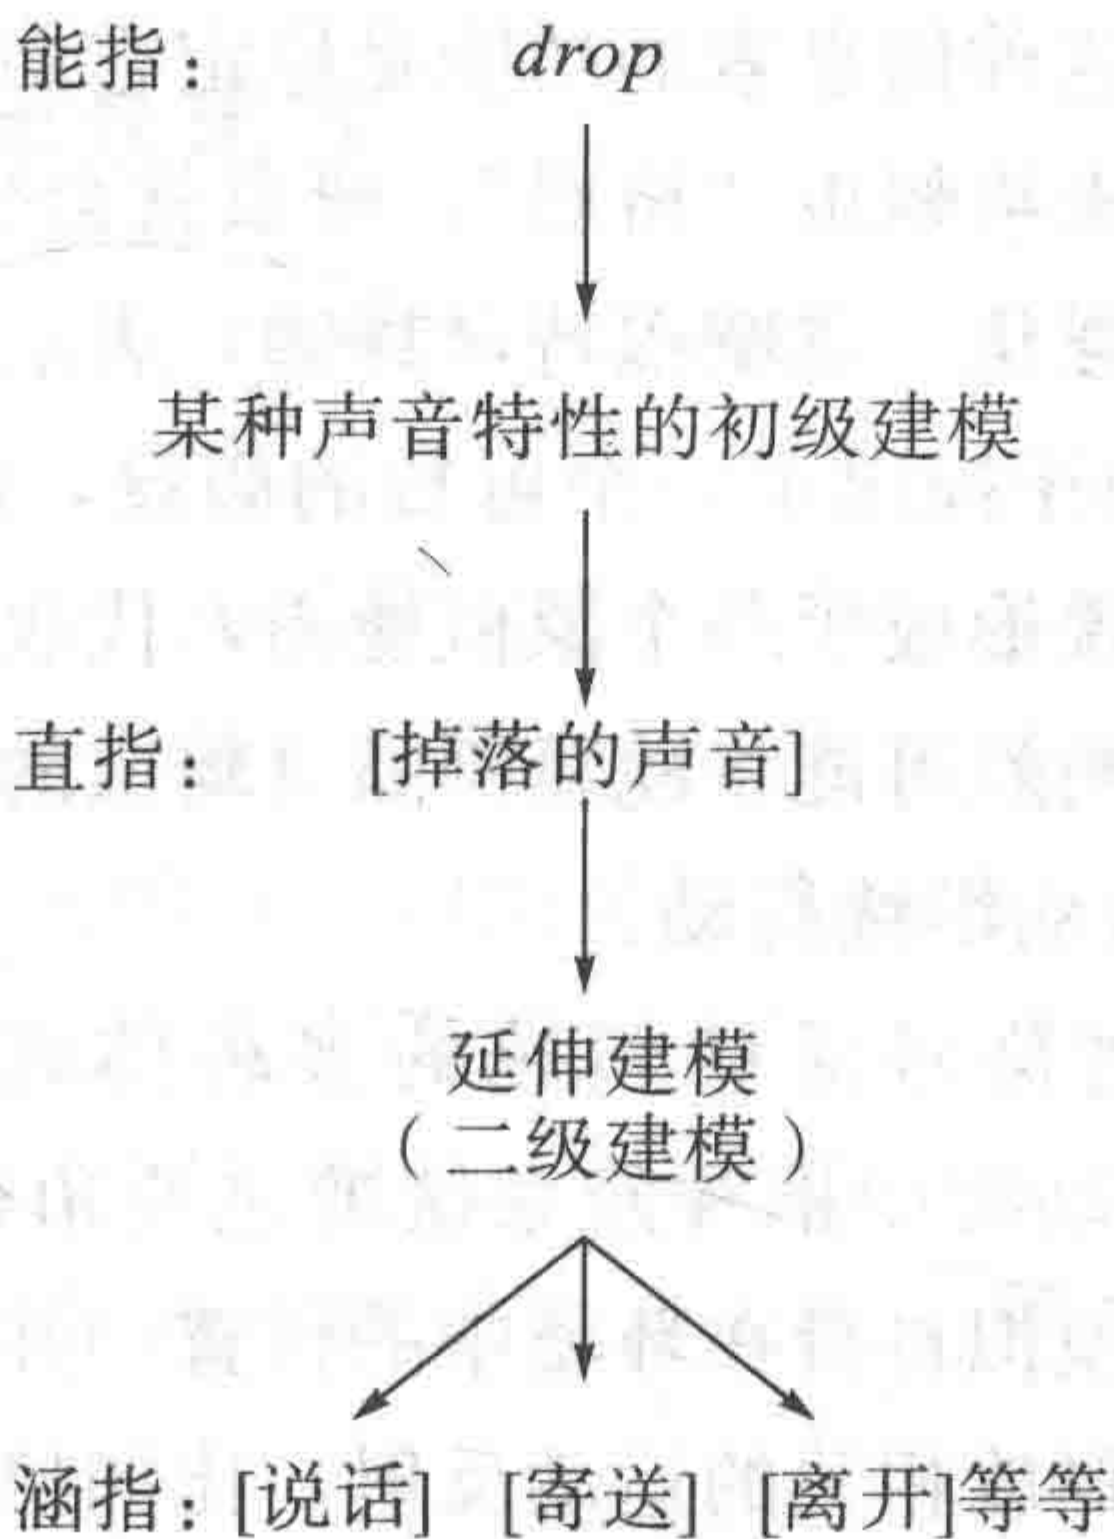 能指： drop
某种声音特性的初级建模
直指： [掉落的声音]
延伸建模
（二级建模）
涵指：[说话] [寄送] [离开]等等